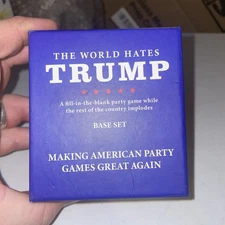 THE WORLD HATES
TRUMP
A fill-in-the-blank party game while
the rest of the country implodes
BASE SET
MAKING AMERICAN PARTY
GAMES GREAT AGAIN